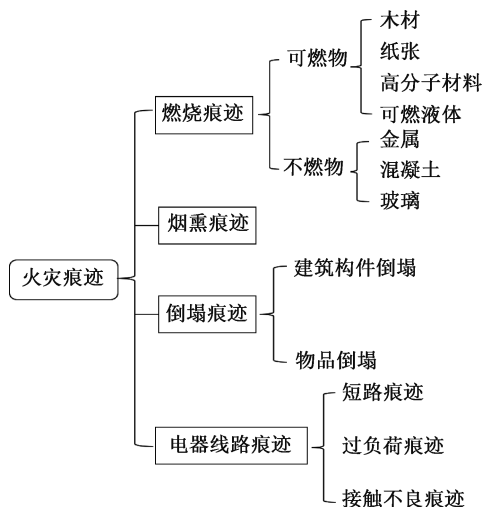 火灾痕迹
燃烧痕迹
可燃物
木材
纸张
高分子材料
可燃液体
不燃物
金属
混凝土
玻璃
烟熏痕迹
倒塌痕迹
建筑构件倒塌
物品倒塌
电器线路痕迹
短路痕迹
过负荷痕迹
接触不良痕迹